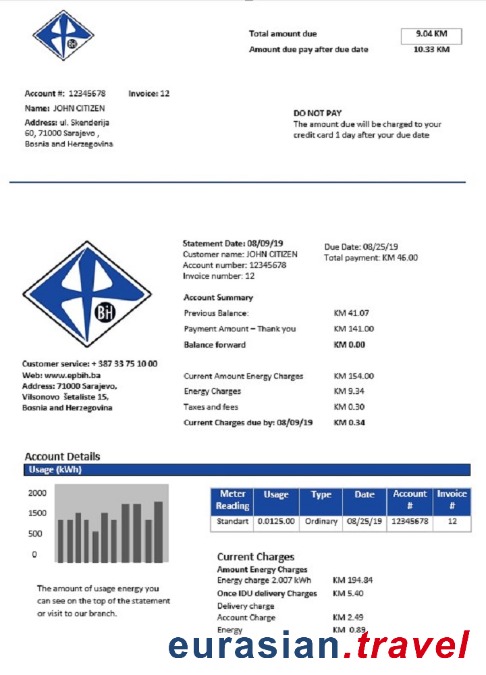 BiH
Total amount due 9.04 KM
Amount due pay after due date 10.33 KM
Account #: 12345678 Invoice: 12
Name: JOHN CITIZEN
Address: ul. Skenderija
60, 71000 Sarajevo ,
Bosnia and Herzegovina
DO NOT PAY
The amount due will be charged to your
credit card 1 day after your due date
BiH
Customer service: + 387 33 75 10 00
Web: www.epbih.ba
Address: 71000 Sarajevo,
Vilsonovo Šetaliste 15,
Bosnia and Herzegovina
Statement Date: 08/09/19
Customer name: JOHN CITIZEN
Account number: 12345678
Invoice number: 12
Due Date: 08/25/19
Total payment: KM 46.00
Account Summary
Previous Balance: KM 41.07
Payment Amount – Thank you KM 141.00
Balance forward KM 0.00
Current Amount Energy Charges KM 154.00
Energy Charges KM 9.34
Taxes and fees KM 0.30
Current Charges due by: 08/09/19 KM 0.34
Account Details
Usage (kWh)
2000
1500
500
0
The amount of usage energy you
can see on the top of the statement
or visit to our branch.
Meter Reading Usage Type Date Account # Invoice #
Standart 0.0125.00 Ordinary 08/25/19 12345678 12
Current Charges
Amount Energy Charges
Energy charge 2.007 kWh KM 194.84
Once IDU delivery Charges KM 5.40
Delivery charge
Account Charge KM 2.49
Energy KM 0.89
eurasian.travel